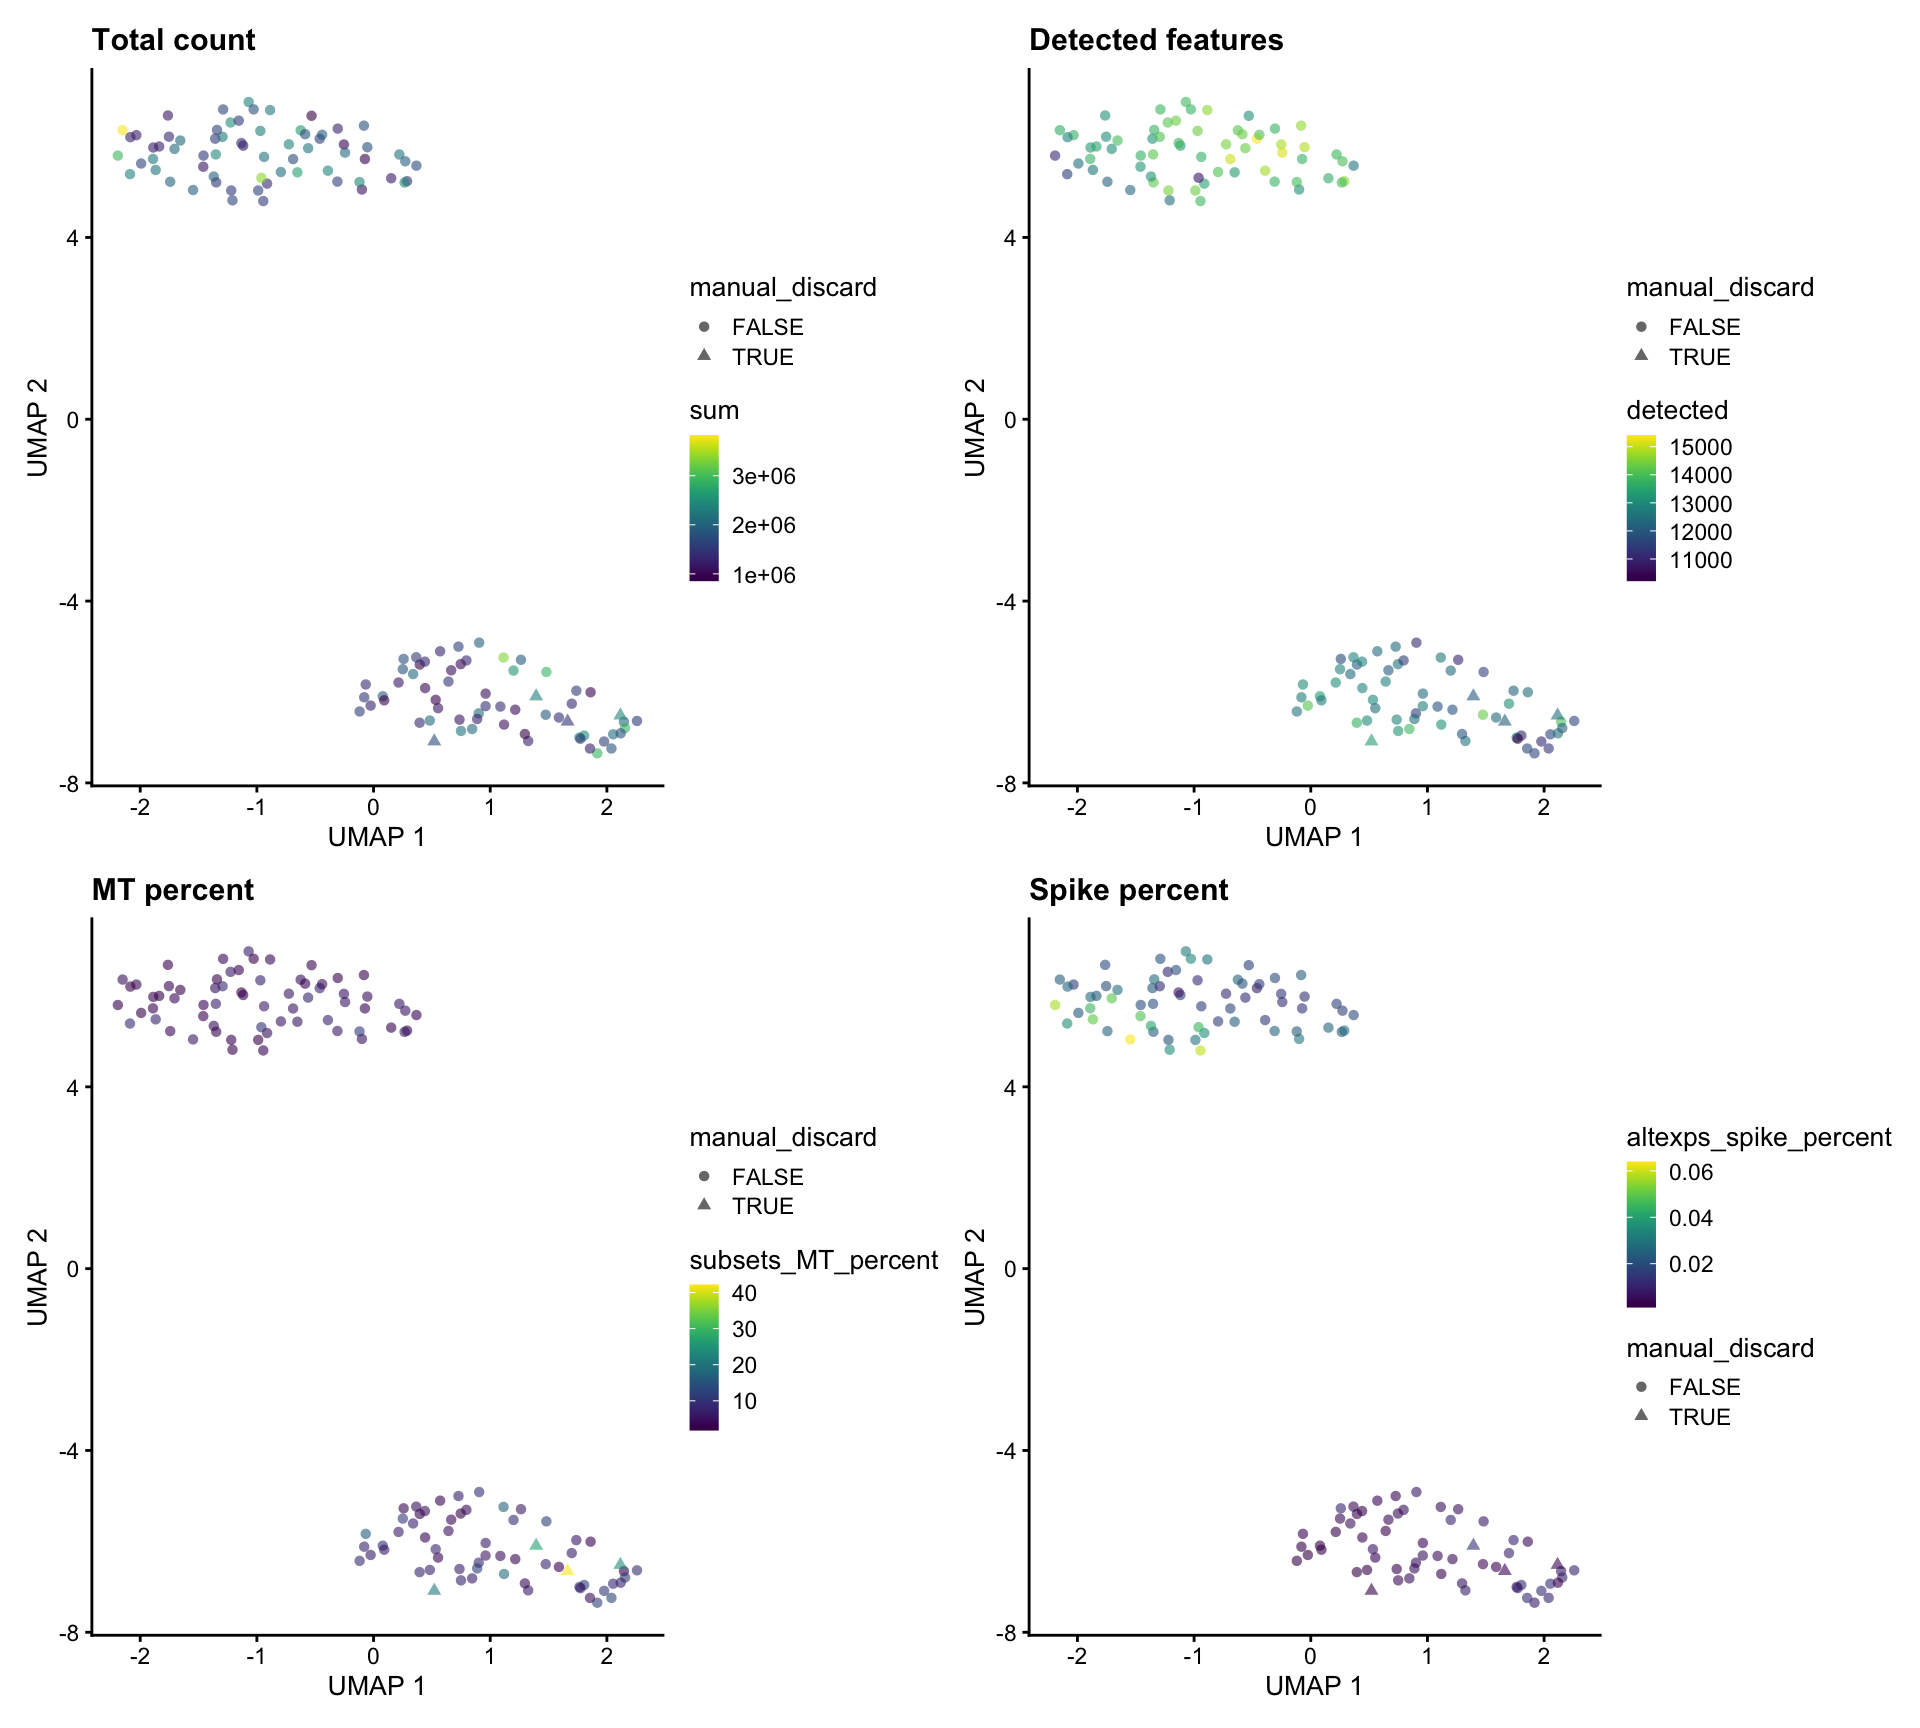 Total count
UMAP 2
4
0
-4
-8
-2 -1 0 1 2
UMAP 1
manual_discard
FALSE
TRUE
sum
3e+06
2e+06
1e+06
Detected features
UMAP 2
4
0
-4
-8
-2 -1 0 1 2
UMAP 1
manual_discard
FALSE
TRUE
detected
15000
14000
13000
12000
11000
MT percent
UMAP 2
4
0
-4
-8
-2 -1 0 1 2
UMAP 1
manual_discard
FALSE
TRUE
subsets_MT_percent
40
30
20
10
Spike percent
UMAP 2
4
0
-4
-8
-2 -1 0 1 2
UMAP 1
altexps_spike_percent
0.06
0.04
0.02
manual_discard
FALSE
TRUE